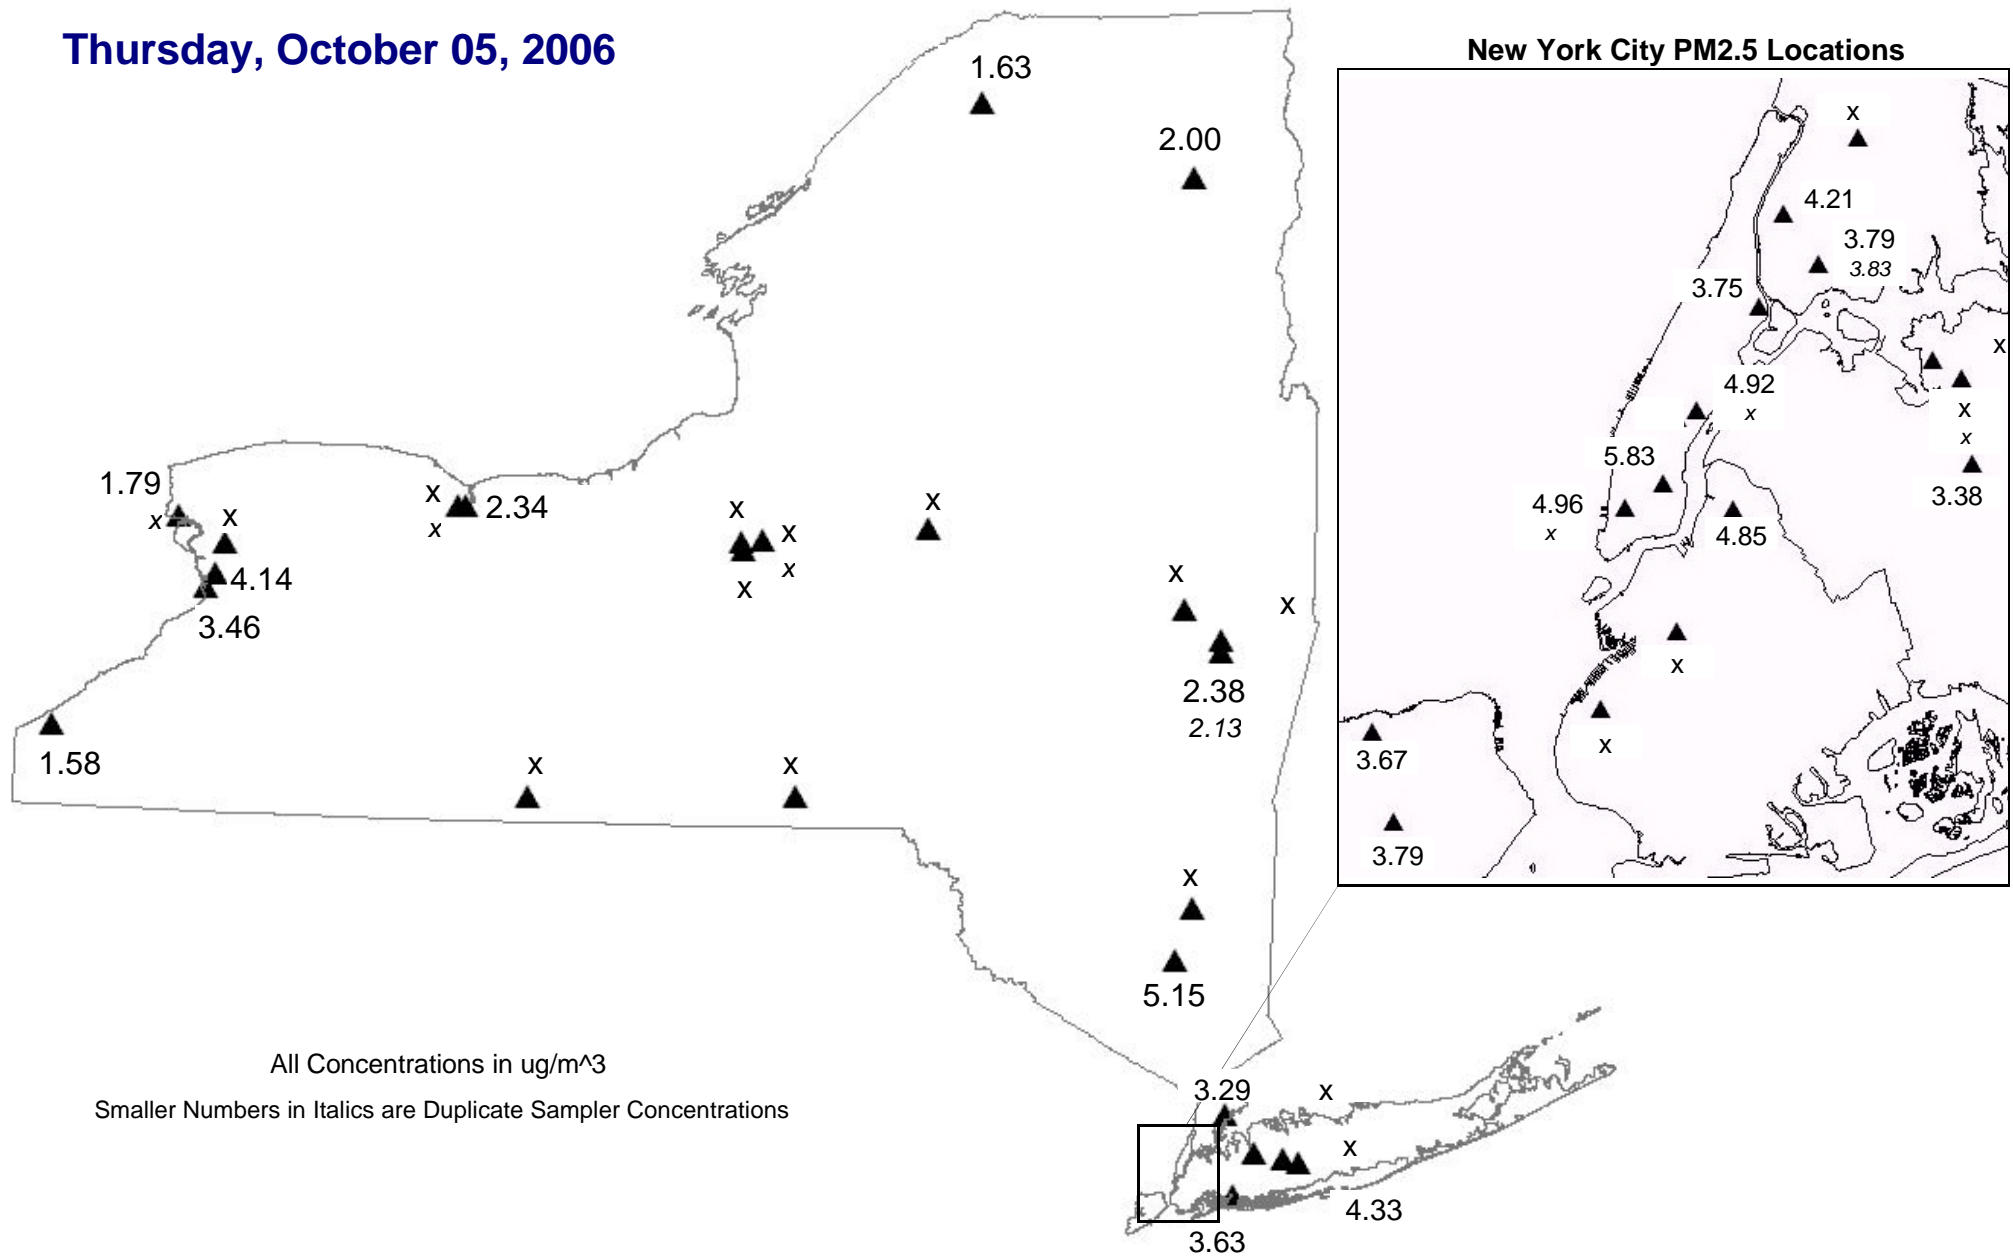 Thursday, October 05, 2006
1.63
2.00
1.79
x
x
x
x
2.34
x
x
x
x
x
4.14
3.46
x
x
2.38
2.13
1.58
x
x
x
5.15
All Concentrations in ug/m^3
Smaller Numbers in Italics are Duplicate Sampler Concentrations
3.29
x
x
4.33
3.63
New York City PM2.5 Locations
x
4.21
3.79
3.83
3.75
x
4.92
x
x
x
5.83
3.38
4.96
x
4.85
x
x
3.67
3.79